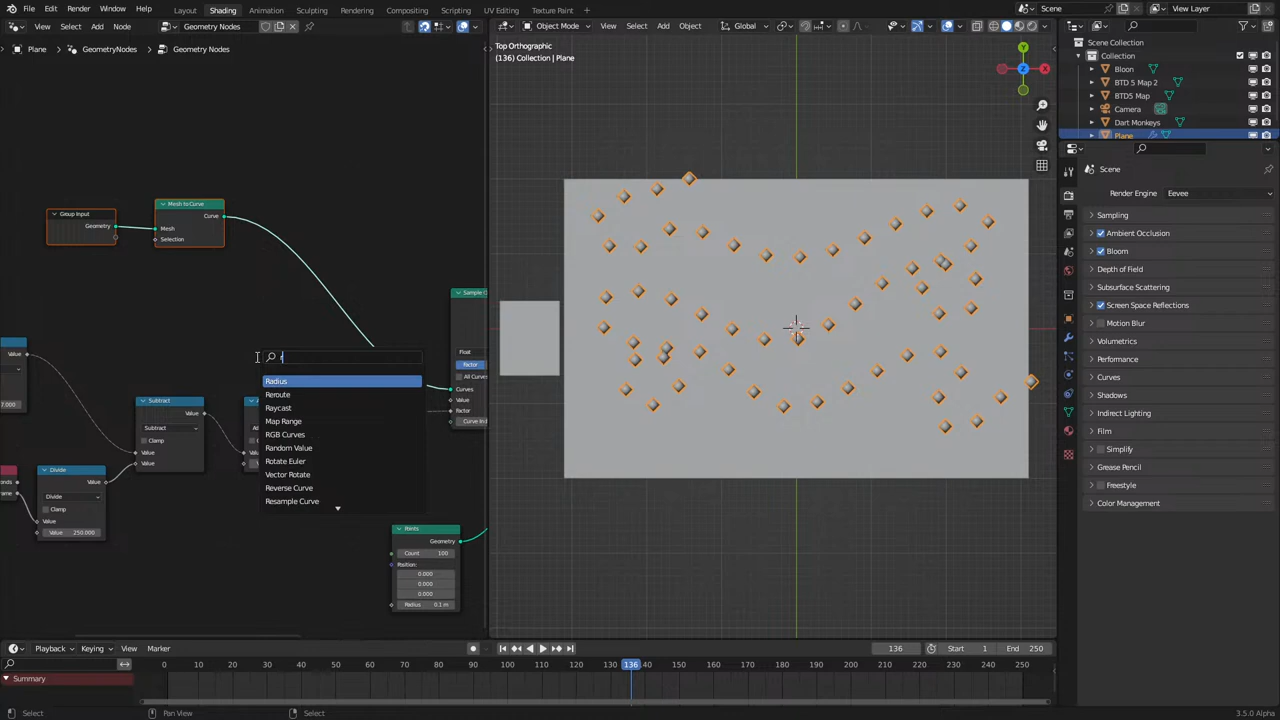 File Edit Render Window Help Layout Shading Animation Rendering Compositing Scripting UV Editing Texture Paint Scene View Layer
View Select Add Node Geometry Nodes Object Mode View Select Add Object Global
Plane GeometryNodes Geometry Nodes
Top Orthographic
(136) Collection | Plane
Y
Z
X
Scene Collection
Collection
Bloon
BTD 5 Map 2
BTD5 Map
Camera
Dart Monkeys
Plane
Group Input
Geometry
Mesh to Curve
Curve
Mesh
Selection
Value
7.000
Divide
Value
Divide
Clamp
Value
Value 250.000
Subtract
Value
Subtract
Clamp
Value
Value
r
Radius
Reroute
Raycast
Map Range
RGB Curves
Random Value
Rotate Euler
Vector Rotate
Reverse Curve
Resample Curve
Float
Factor
All Curves
Curves
Value
Factor
Points
Geometry
Count 100
Position:
0.000
0.000
0.000
Radius 0.1 m
Scene
Render Engine Eevee
Sampling
Ambient Occlusion
Bloom
Depth of Field
Subsurface Scattering
Screen Space Reflections
Motion Blur
Volumetrics
Performance
Curves
Shadows
Indirect Lighting
Film
Simplify
Grease Pencil
Freestyle
Color Management
Playback Keying View Marker 136 Start 1 End 250
0 10 20 30 40 50 60 70 80 90 100 110 120 130 136 40 150 160 170 180 190 200 210 220 230 240 250
Summary
Select Pan View Select 3.5.0 Alpha